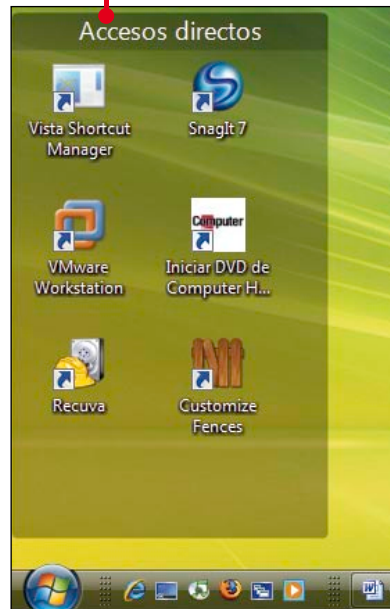 Accesos directos
Vista Shortcut
Manager
SnagIt 7
VMware
Workstation
Computer
Iniciar DVD de
Computer H...
Recuva
Customize
Fences